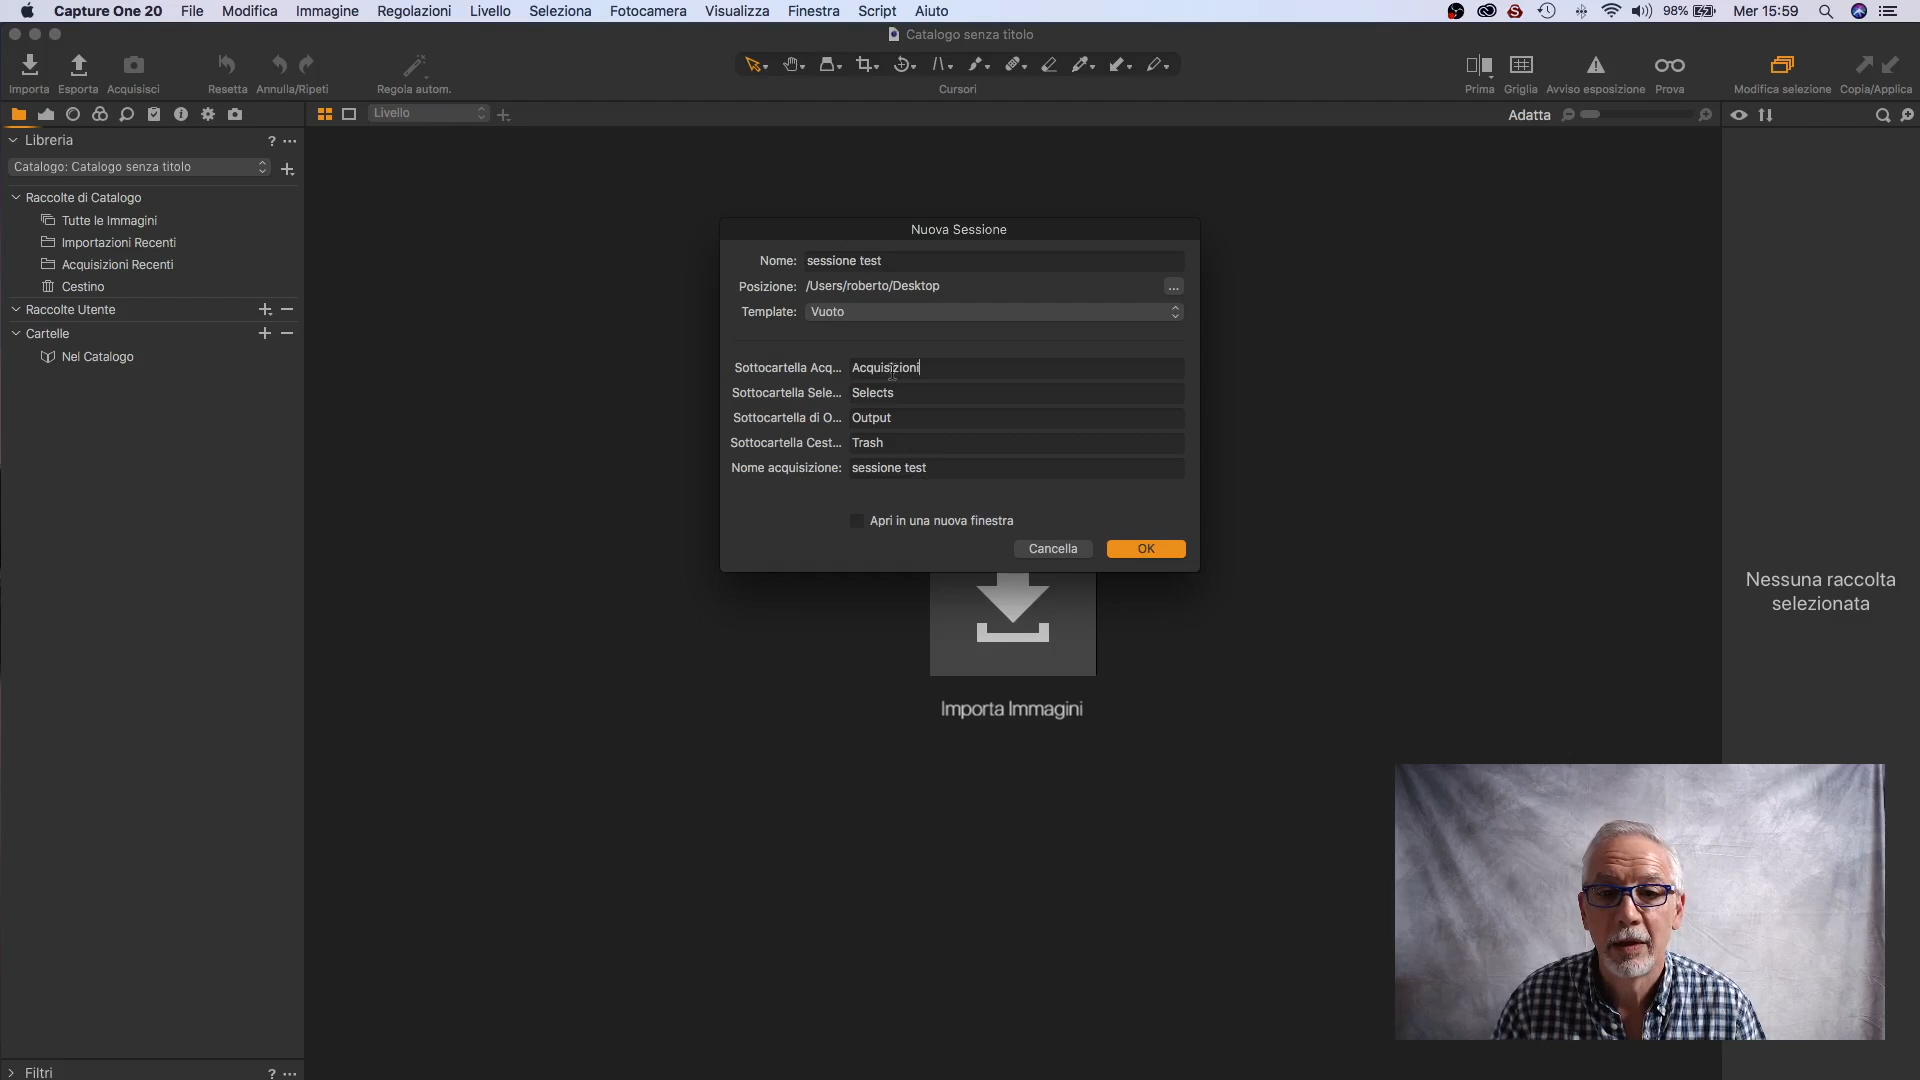 Capture One 20 File Modifica Immagine Regolazioni Livello Seleziona Fotocamera Visualizza Finestra Script Aiuto 98% Mer 15:59
Catalogo senza titolo
Importa Esporta Acquisisci Resetta Annulla/Ripeti Regola autom. Cursori Prima Griglia Avviso esposizione Prova Modifica selezione Copia/Applica
Livello Adatta
Libreria ? ...
Catalogo: Catalogo senza titolo
Raccolte di Catalogo
Tutte le Immagini
Importazioni Recenti
Acquisizioni Recenti
Cestino
Raccolte Utente
Cartelle
Nel Catalogo
Nuova Sessione
Nome: sessione test
Posizione: /Users/roberto/Desktop ...
Template: Vuoto
Sottocartella Acq... Acquisizioni
Sottocartella Sele... Selects
Sottocartella di O... Output
Sottocartella Cest... Trash
Nome acquisizione: sessione test
Apri in una nuova finestra
Cancella OK
Importa Immagini
Nessuna raccolta
selezionata
Filtri ? ...